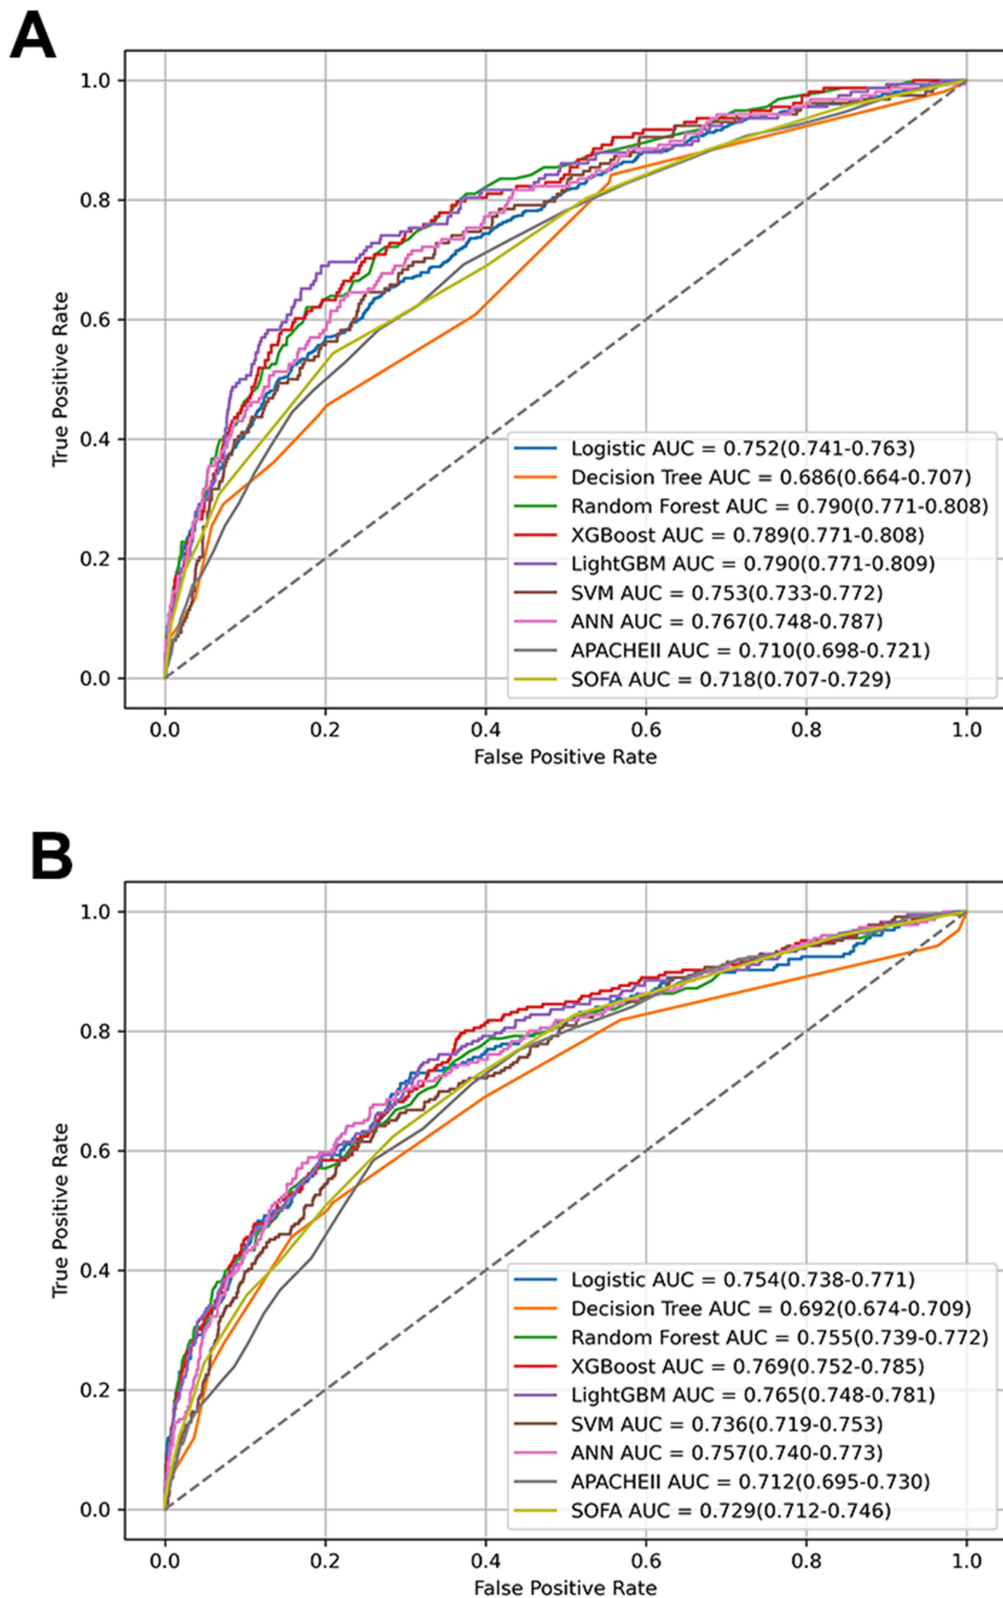 A
1.0
0.8
0.6
0.4
0.2
0.0
True Positive Rate
Logistic AUC = 0.752(0.741-0.763)
Decision Tree AUC = 0.686(0.664-0.707)
Random Forest AUC = 0.790(0.771-0.808)
XGBoost AUC = 0.789(0.771-0.808)
LightGBM AUC = 0.790(0.771-0.809)
SVM AUC = 0.753(0.733-0.772)
ANN AUC = 0.767(0.748-0.787)
APACHEII AUC = 0.710(0.698-0.721)
SOFA AUC = 0.718(0.707-0.729)
0.0 0.2 0.4 0.6 0.8 1.0
False Positive Rate
B
1.0
0.8
0.6
0.4
0.2
0.0
True Positive Rate
Logistic AUC = 0.754(0.738-0.771)
Decision Tree AUC = 0.692(0.674-0.709)
Random Forest AUC = 0.755(0.739-0.772)
XGBoost AUC = 0.769(0.752-0.785)
LightGBM AUC = 0.765(0.748-0.781)
SVM AUC = 0.736(0.719-0.753)
ANN AUC = 0.757(0.740-0.773)
APACHEII AUC = 0.712(0.695-0.730)
SOFA AUC = 0.729(0.712-0.746)
0.0 0.2 0.4 0.6 0.8 1.0
False Positive Rate